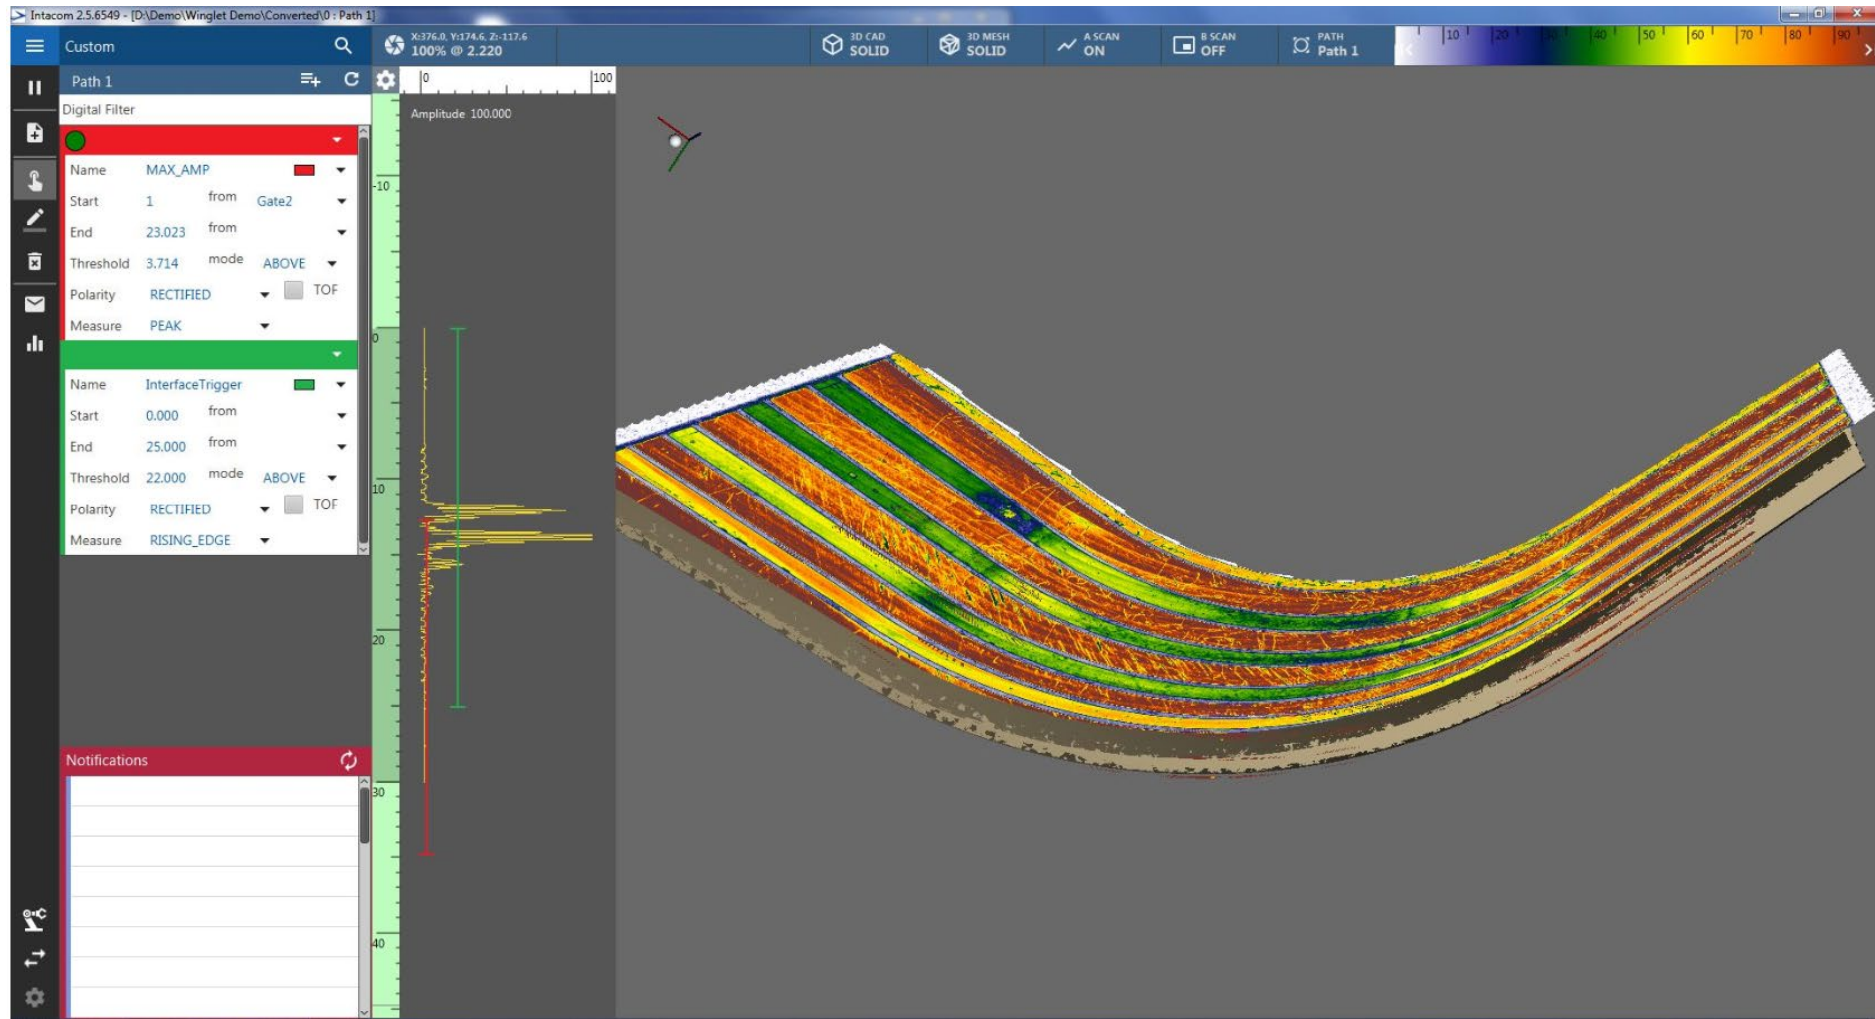 Intacom 2.5.6549 - [D:\Demo\Winglet Demo\Converted\0 : Path 1]
Custom
X:376.0, Y:174.6, Z:-117.6
100% @ 2.220
3D CAD
SOLID
3D MESH
SOLID
A SCAN
ON
B SCAN
OFF
PATH
Path 1
10 20 30 40 50 60 70 80 90
Path 1
Digital Filter
Name MAX_AMP
Start 1 from Gate2
End 23.023 from
Threshold 3.714 mode ABOVE
Polarity RECTIFIED TOF
Measure PEAK
Name InterfaceTrigger
Start 0.000 from
End 25.000 from
Threshold 22.000 mode ABOVE
Polarity RECTIFIED TOF
Measure RISING_EDGE
Notifications
0 100
Amplitude 100.000
-10
0
10
20
30
40